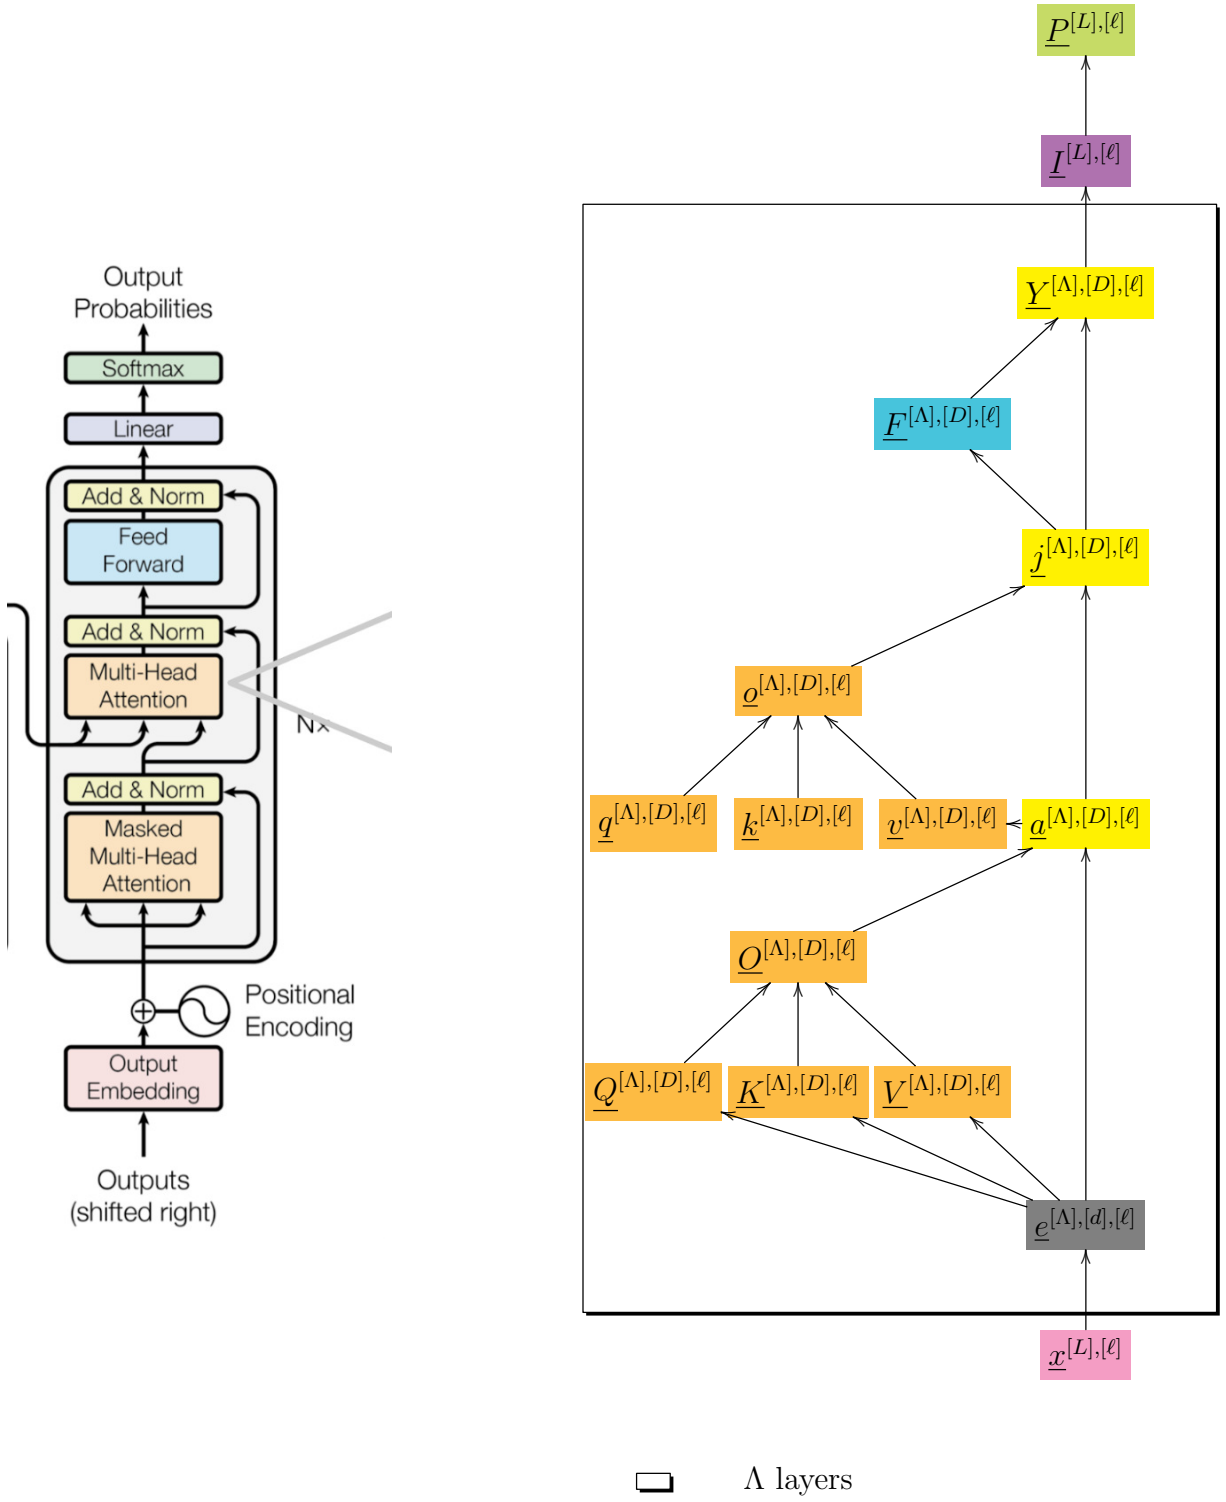 Output
Probabilities
Softmax
Linear
Add & Norm
Feed
Forward
Add & Norm
Multi-Head
Attention
N×
Add & Norm
Masked
Multi-Head
Attention
Positional
Encoding
Output
Embedding
Outputs
(shifted right)
P^{[L],[ℓ]}
I^{[L],[ℓ]}
Y^{[Λ],[D],[ℓ]}
F^{[Λ],[D],[ℓ]}
j^{[Λ],[D],[ℓ]}
o^{[Λ],[D],[ℓ]}
q^{[Λ],[D],[ℓ]} k^{[Λ],[D],[ℓ]} v^{[Λ],[D],[ℓ]} a^{[Λ],[D],[ℓ]}
O^{[Λ],[D],[ℓ]}
Q^{[Λ],[D],[ℓ]} K^{[Λ],[D],[ℓ]} V^{[Λ],[D],[ℓ]}
e^{[Λ],[d],[ℓ]}
x^{[L],[ℓ]}
Λ layers